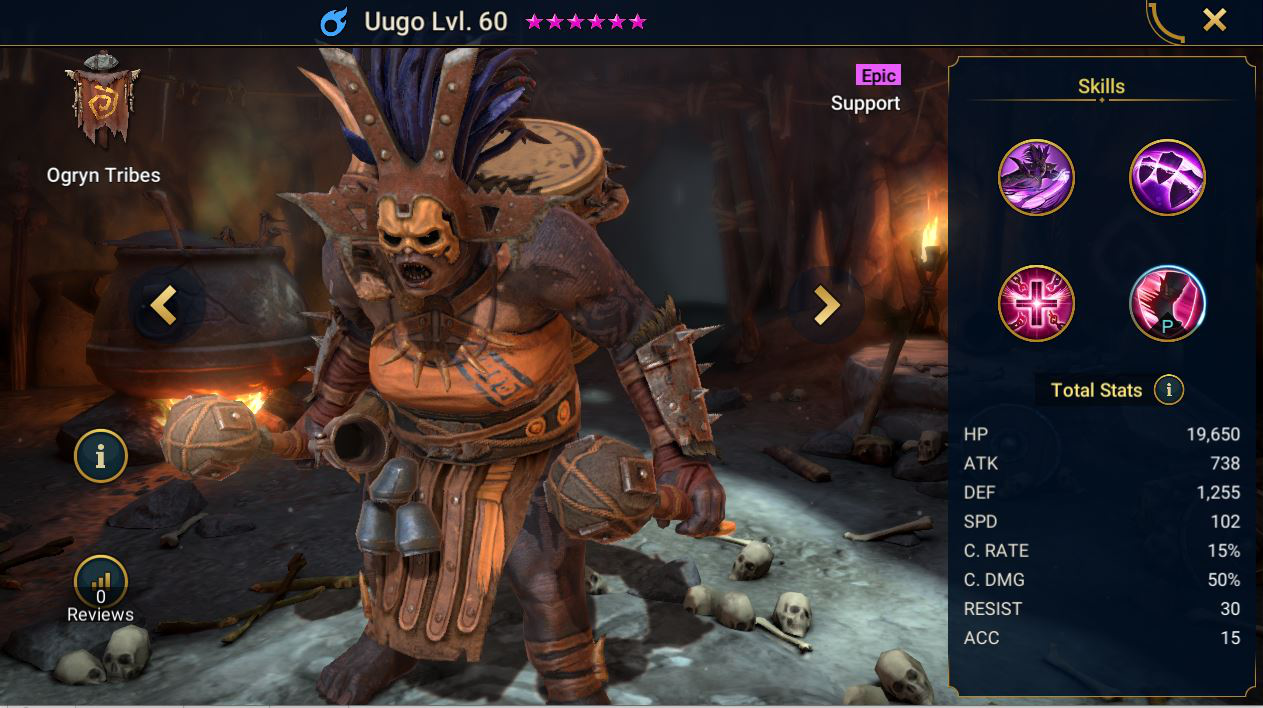 Uugo Lvl. 60
Ogryn Tribes
Epic
Support
Skills
P
Total Stats i
HP 19,650
ATK 738
DEF 1,255
SPD 102
C. RATE 15%
C. DMG 50%
RESIST 30
ACC 15
i
0
Reviews